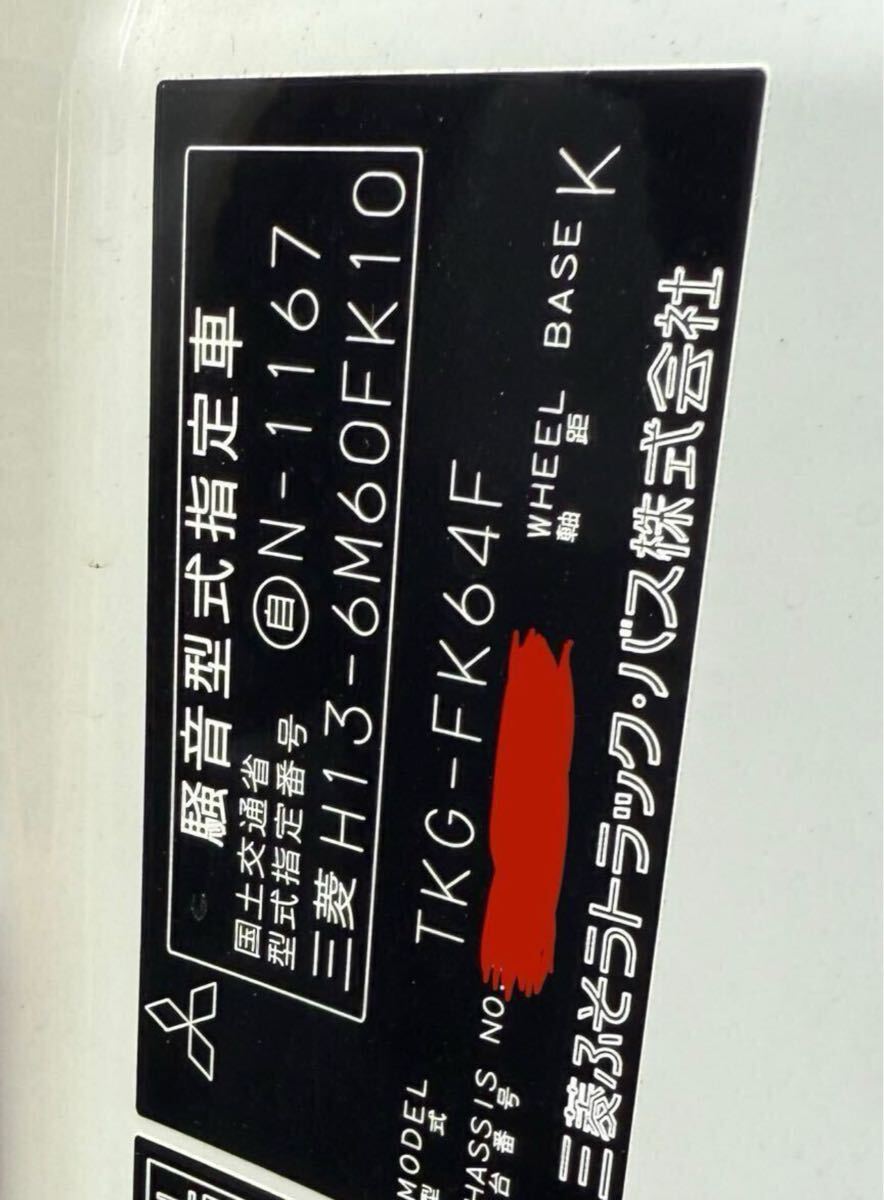 騒音型式指定車
国土交通省
型式指定番号
自N-1167
三菱H13-6M60FK10
MODEL
型式
TKG-FK64F
CHASSIS NO.
車台番号
WHEEL BASE K
軸距
三菱ふそうトラック・バス株式会社